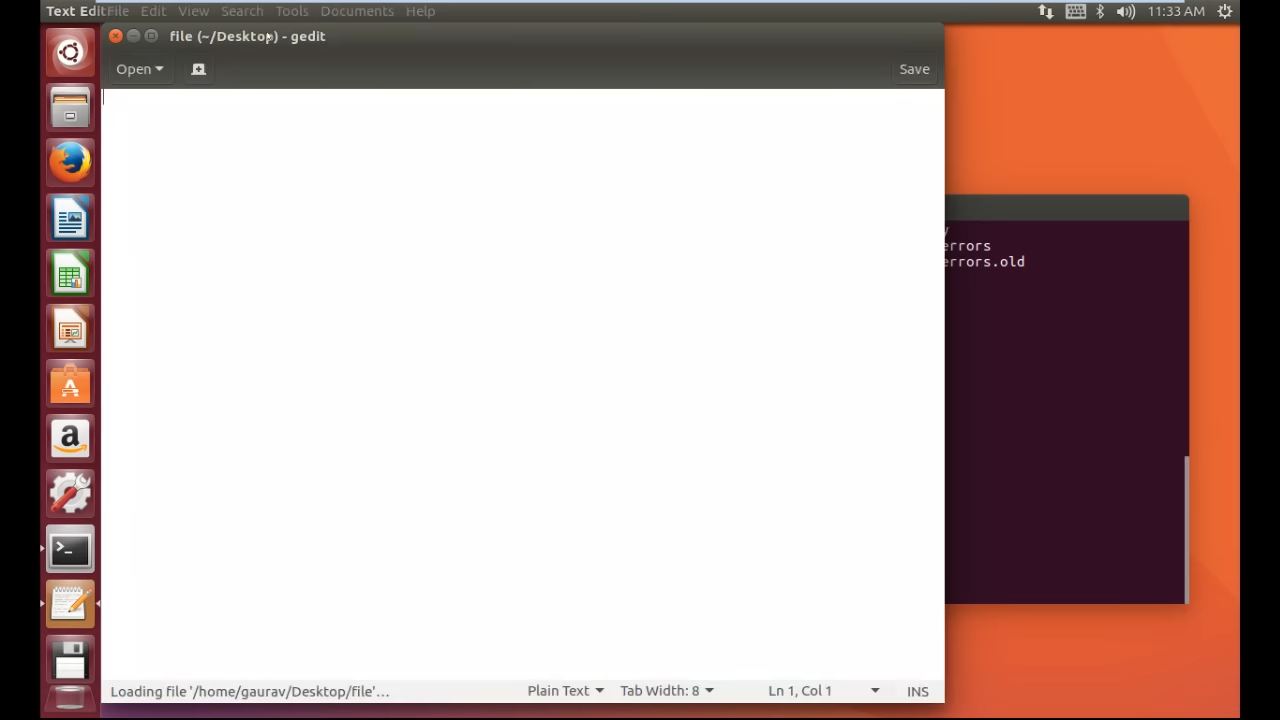 Text Edit File Edit View Search Tools Documents Help 11:33 AM
file (~/Desktop) - gedit
Open Save
errors
errors.old
Loading file '/home/gaurav/Desktop/file'... Plain Text Tab Width: 8 Ln 1, Col 1 INS